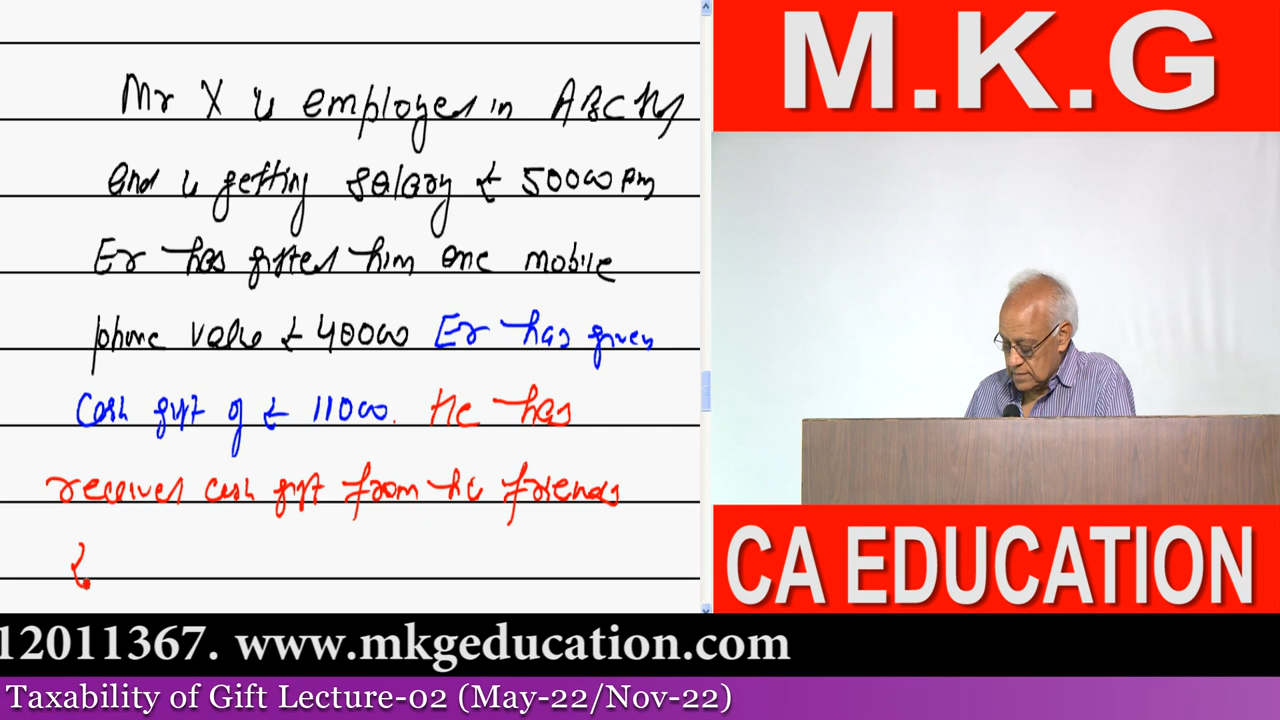 Mr X is employed in ABC Ltd
and is getting salary ₹ 50000 pm
Er has gifted him one mobile
phone value ₹ 40000 Er has given
cash gift of ₹ 11000. He has
received cash gift from his friends
₹
M.K.G
CA EDUCATION
12011367. www.mkgeducation.com
Taxability of Gift Lecture-02 (May-22/Nov-22)